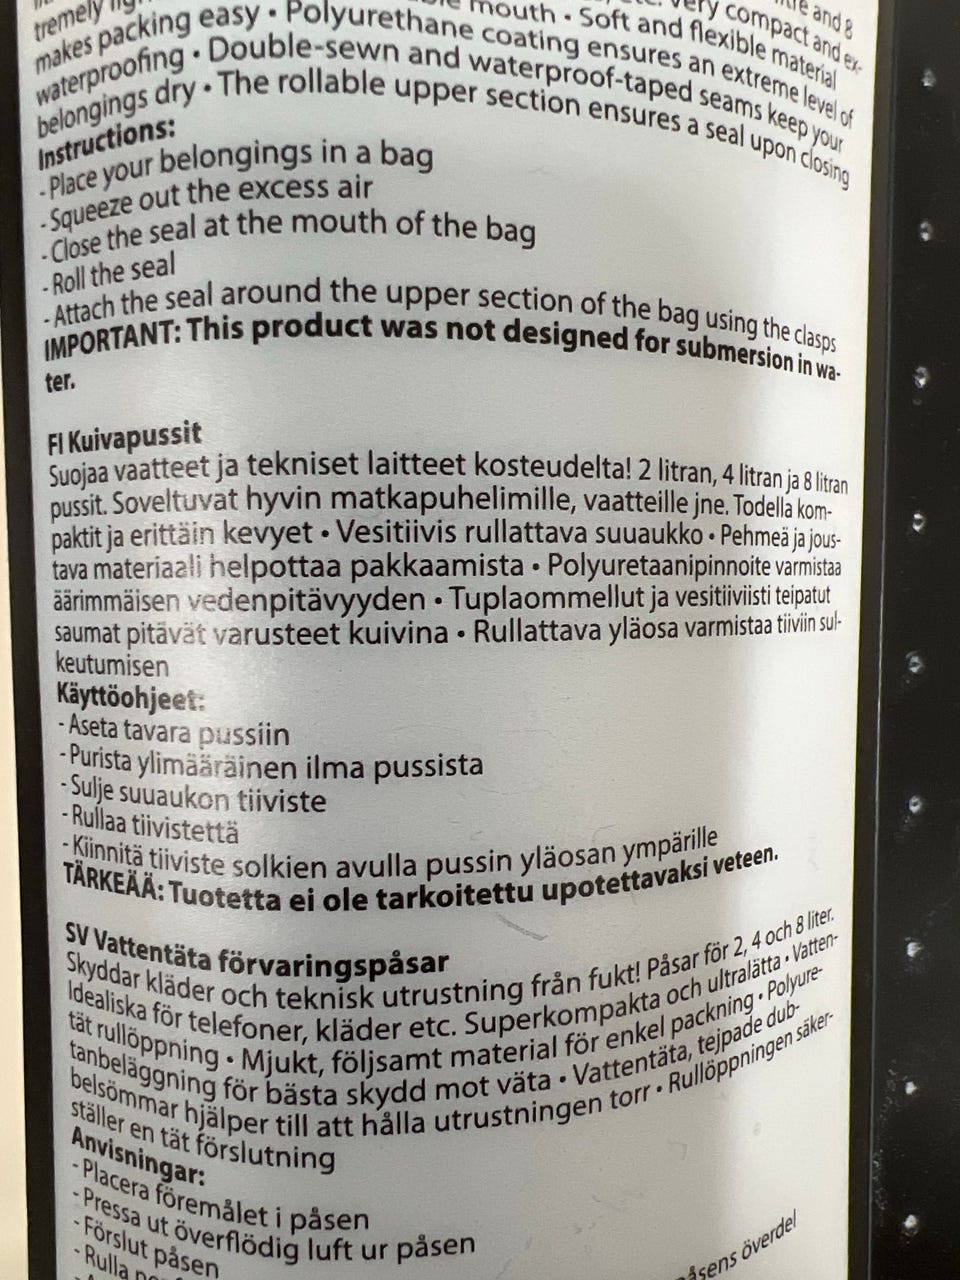 litre and 8
tremely very compact and ex-
makes packing easy • Polyurethane coating ensures an extreme level of
mouth • Soft and flexible material
waterproofing • Double-sewn and waterproof-taped seams keep your
belongings dry • The rollable upper section ensures a seal upon closing
Instructions:
- Place your belongings in a bag
- Squeeze out the excess air
- Close the seal at the mouth of the bag
- Roll the seal
- Attach the seal around the upper section of the bag using the clasps
IMPORTANT: This product was not designed for submersion in wa-
ter.
FI Kuivapussit
Suojaa vaatteet ja tekniset laitteet kosteudelta! 2 litran, 4 litran ja 8 litran
pussit. Soveltuvat hyvin matkapuhelimille, vaatteille jne. Todella kom-
paktit ja erittäin kevyet • Vesitiivis rullattava suuaukko • Pehmeä ja jous-
tava materiaali helpottaa pakkaamista • Polyuretaanipinnoite varmistaa
äärimmäisen vedenpitävyyden • Tuplaommellut ja vesitiiviisti teipatut
saumat pitävät varusteet kuivina • Rullattava yläosa varmistaa tiiviin sul-
keutumisen
Käyttöohjeet:
- Aseta tavara pussiin
- Purista ylimääräinen ilma pussista
- Sulje suuaukon tiiviste
- Rullaa tiivistettä
- Kiinnitä tiiviste solkien avulla pussin yläosan ympärille
TÄRKEÄÄ: Tuotetta ei ole tarkoitettu upotettavaksi veteen.
SV Vattentäta förvaringspåsar
Skyddar kläder och teknisk utrustning från fukt! Påsar för 2, 4 och 8 liter.
Idealiska för telefoner, kläder etc. Superkompakta och ultralätta • Vatten-
tät rullöppning • Mjukt, följsamt material för enkel packning • Polyure-
tanbeläggning för bästa skydd mot väta • Vattentäta, tejpade dub-
belsömmar hjälper till att hålla utrustningen torr • Rullöppningen säker-
ställer en tät förslutning
Anvisningar:
- Placera föremålet i påsen
- Pressa ut överflödig luft ur påsen
- Förslut påsen
- Rulla
påsens överdel